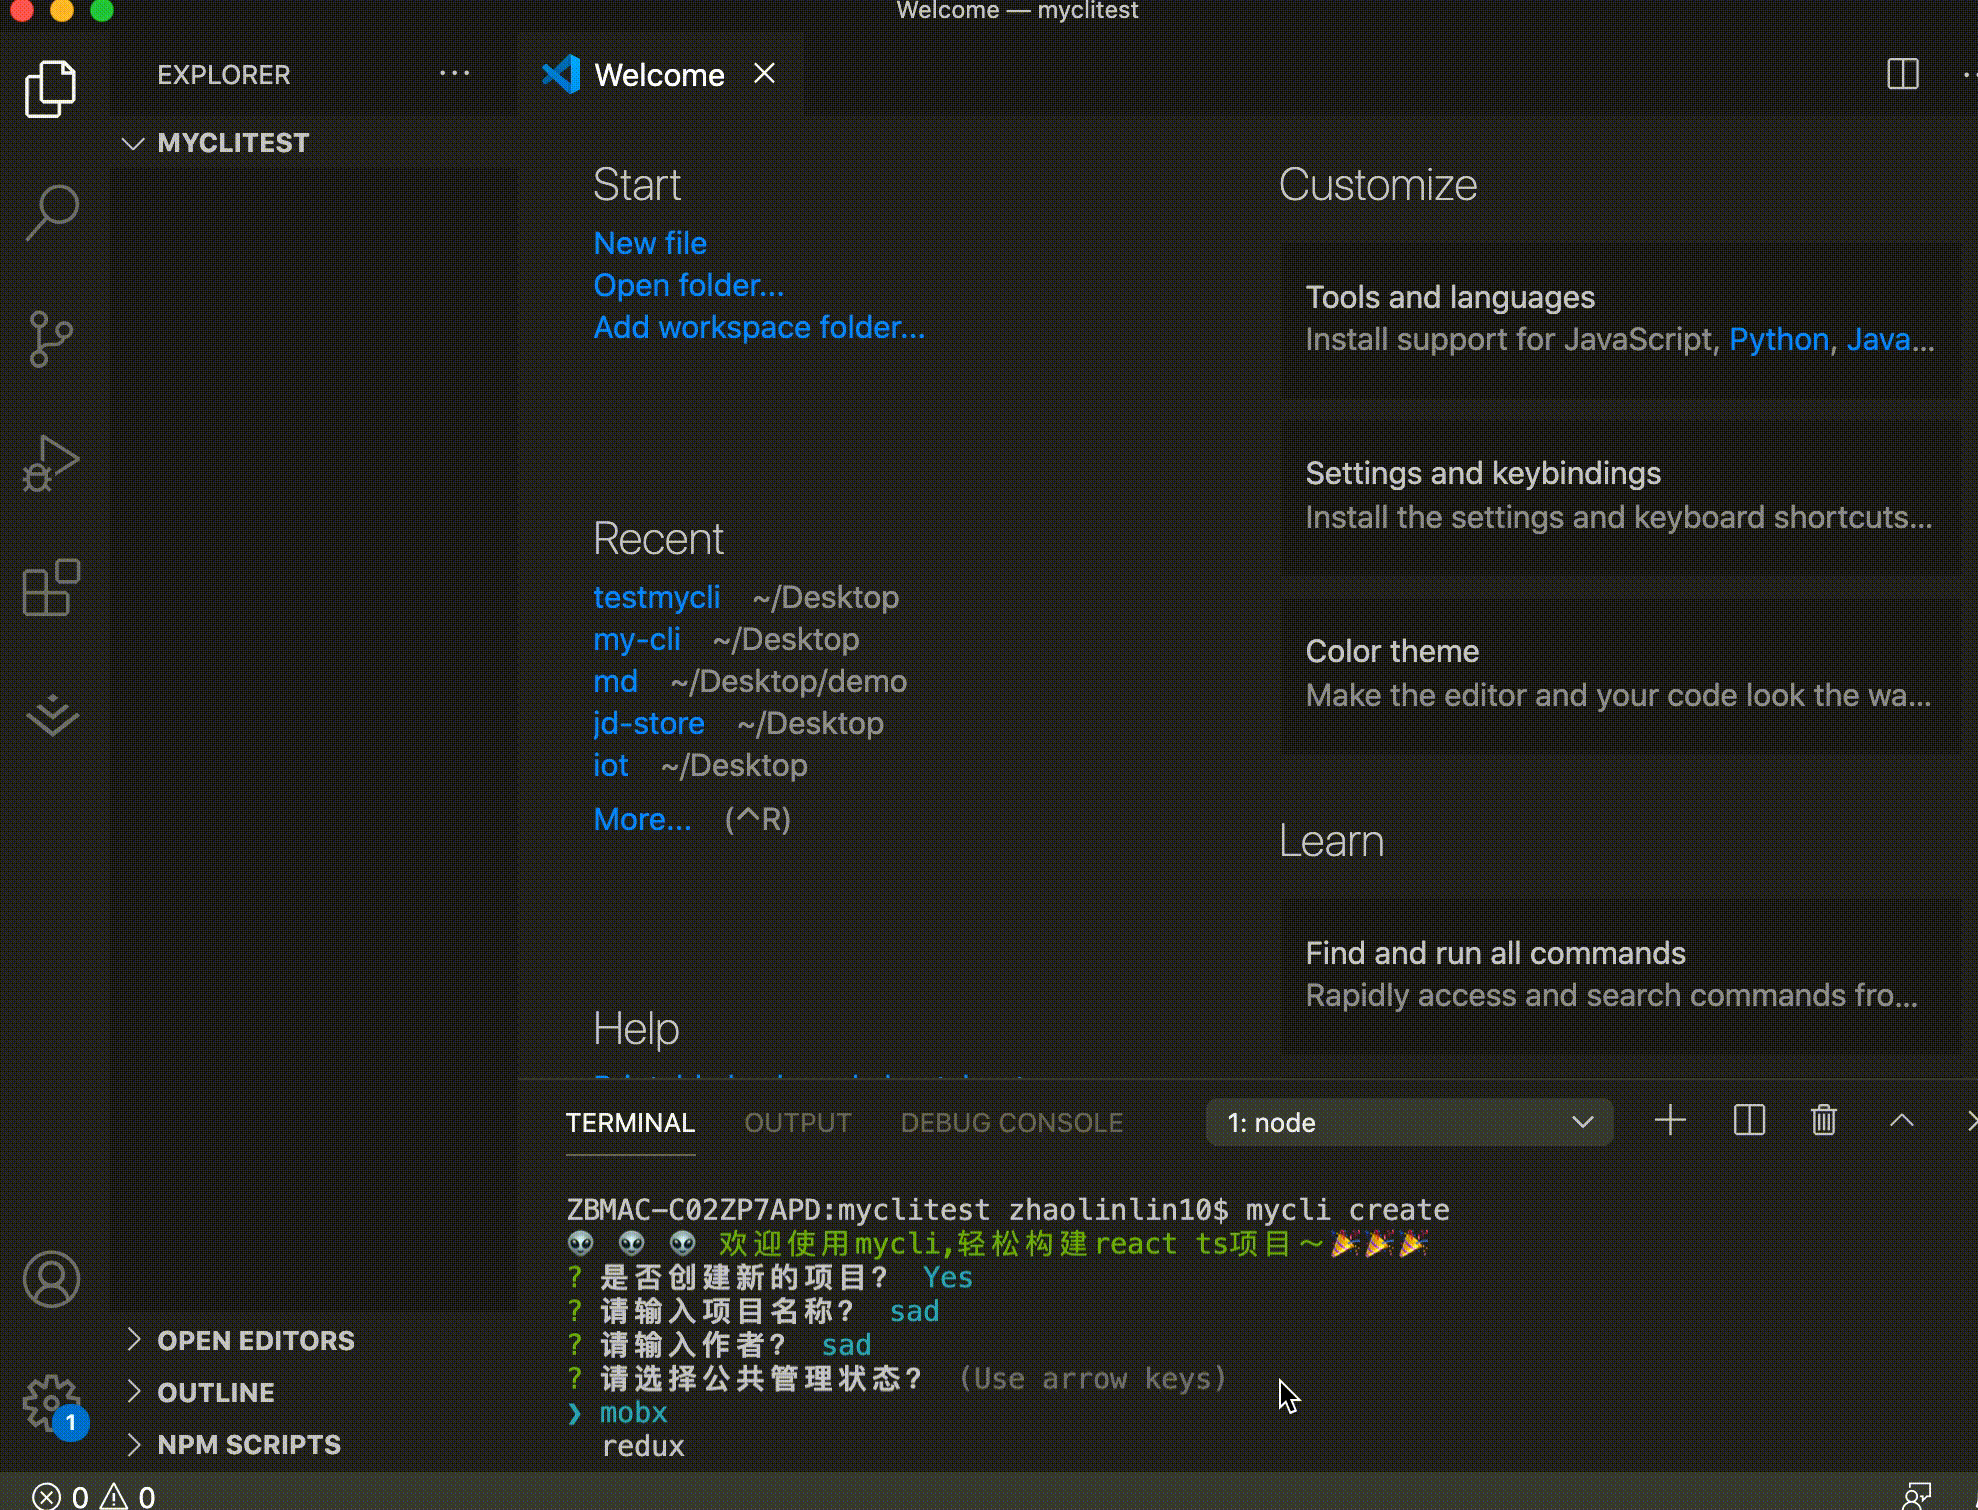 Welcome — myclitest
EXPLORER
MYCLITEST
Welcome
Start
New file
Open folder...
Add workspace folder...
Recent
testmycli ~/Desktop
my-cli ~/Desktop
md ~/Desktop/demo
jd-store ~/Desktop
iot ~/Desktop
More... (^R)
Help
Customize
Tools and languages
Install support for JavaScript, Python, Java...
Settings and keybindings
Install the settings and keyboard shortcuts...
Color theme
Make the editor and your code look the wa...
Learn
Find and run all commands
Rapidly access and search commands fro...
TERMINAL OUTPUT DEBUG CONSOLE 1: node
ZBMAC-C02ZP7APD:myclitest zhaolinlin10$ mycli create
👽 👽 👽 欢迎使用mycli,轻松构建react ts项目～🎉🎉🎉
? 是否创建新的项目? Yes
? 请输入项目名称? sad
? 请输入作者? sad
? 请选择公共管理状态? (Use arrow keys)
❯ mobx
redux
OPEN EDITORS
OUTLINE
NPM SCRIPTS
1
0 0